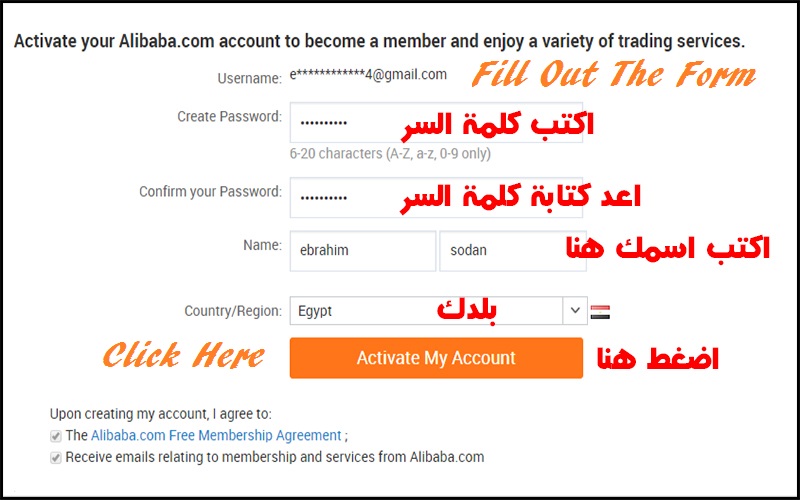 Activate your Alibaba.com account to become a member and enjoy a variety of trading services.
Username: e************4@gmail.com Fill Out The Form
Create Password: •••••••••• اكتب كلمة السر
6-20 characters (A-Z, a-z, 0-9 only)
Confirm your Password: •••••••••• اعد كتابة كلمة السر
Name: ebrahim sodan اكتب اسمك هنا
Country/Region: Egypt بلدك
Click Here Activate My Account اضغط هنا
Upon creating my account, I agree to:
The Alibaba.com Free Membership Agreement ;
Receive emails relating to membership and services from Alibaba.com